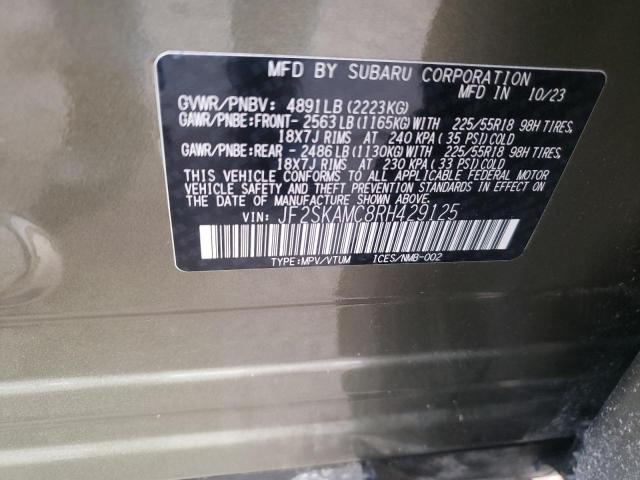 MFD BY SUBARU CORPORATION
MFD IN 10/23
GVWR/PNBV: 4891LB(2223KG)
GAWR/PNBE:FRONT- 2563LB(1165KG)WITH 225/55R18 98H TIRES,
18X7J RIMS AT 240 KPA(35 PSI)COLD
GAWR/PNBE:REAR - 2486LB(1130KG)WITH 225/55R18 98H TIRES,
18X7J RIMS AT 230 KPA(33 PSI)COLD
THIS VEHICLE CONFORMS TO ALL APPLICABLE FEDERAL MOTOR
VEHICLE SAFETY AND THEFT PREVENTION STANDARDS IN EFFECT
ON THE DATE OF MANUFACTURE SHOWN ABOVE.
VIN: JF2SKAMC8RH429125
TYPE:MPV/VTUM ICES/NMB-002